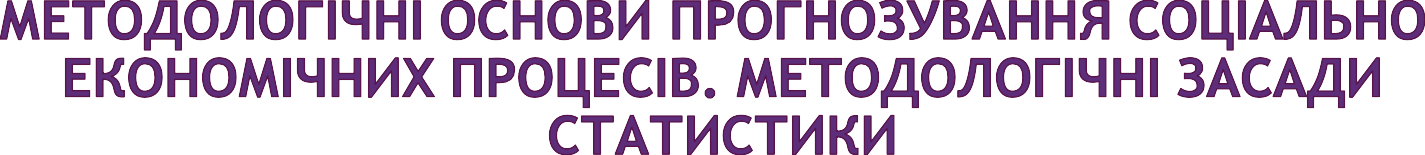 МЕТОДОЛОГІЧНІ ОСНОВИ ПРОГНОЗУВАННЯ СОЦІАЛЬНО
ЕКОНОМІЧНИХ ПРОЦЕСІВ. МЕТОДОЛОГІЧНІ ЗАСАДИ
СТАТИСТИКИ